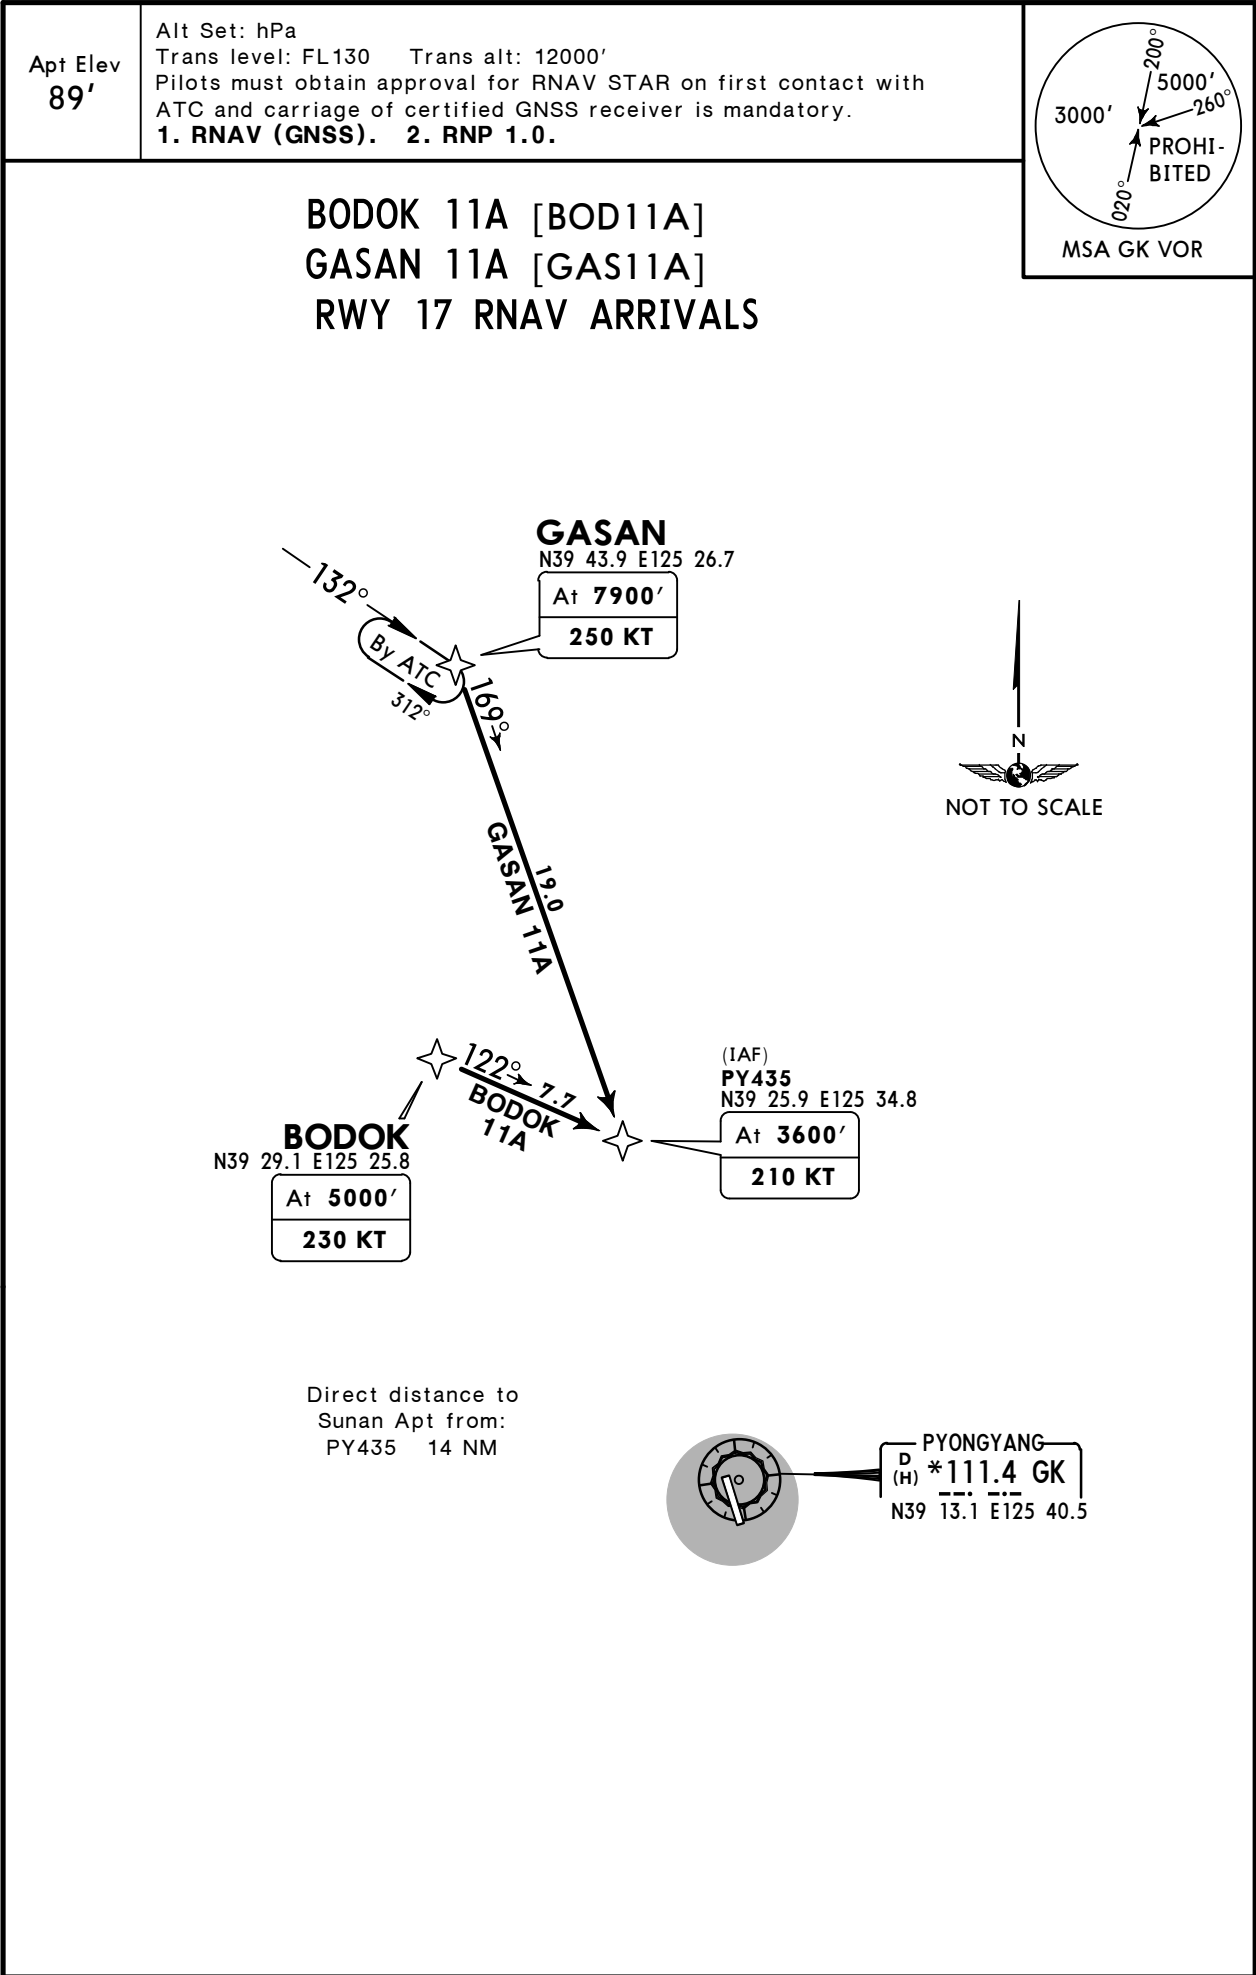 Apt Elev
89'
Alt Set: hPa
Trans level: FL130 Trans alt: 12000'
Pilots must obtain approval for RNAV STAR on first contact with
ATC and carriage of certified GNSS receiver is mandatory.
1. RNAV (GNSS). 2. RNP 1.0.
200°
5000'
260°
3000'
PROHI-
BITED
020°
MSA GK VOR
BODOK 11A [BOD11A]
GASAN 11A [GAS11A]
RWY 17 RNAV ARRIVALS
GASAN
N39 43.9 E125 26.7
At 7900'
250 KT
132°
By ATC
312°
169°
N
NOT TO SCALE
19.0
GASAN 11A
122°
7.7
BODOK
11A
(IAF)
PY435
N39 25.9 E125 34.8
At 3600'
210 KT
BODOK
N39 29.1 E125 25.8
At 5000'
230 KT
Direct distance to
Sunan Apt from:
PY435 14 NM
PYONGYANG
D
(H) *111.4 GK
N39 13.1 E125 40.5